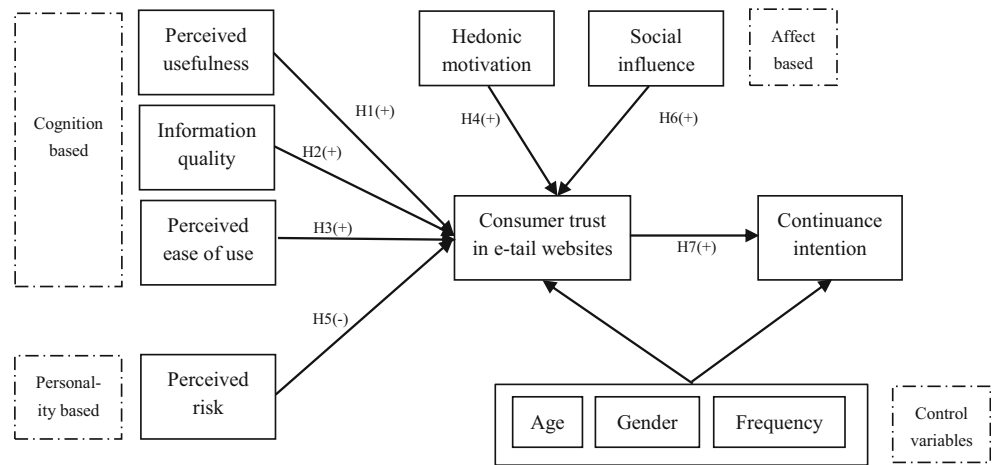 Cognition
based
Perceived
usefulness
Information
quality
Perceived
ease of use
Personal-
ity based
Perceived
risk
Hedonic
motivation
Social
influence
Affect
based
H1(+)
H2(+)
H3(+)
H5(-)
H4(+)
H6(+)
Consumer trust
in e-tail websites
H7(+)
Continuance
intention
Age
Gender
Frequency
Control
variables